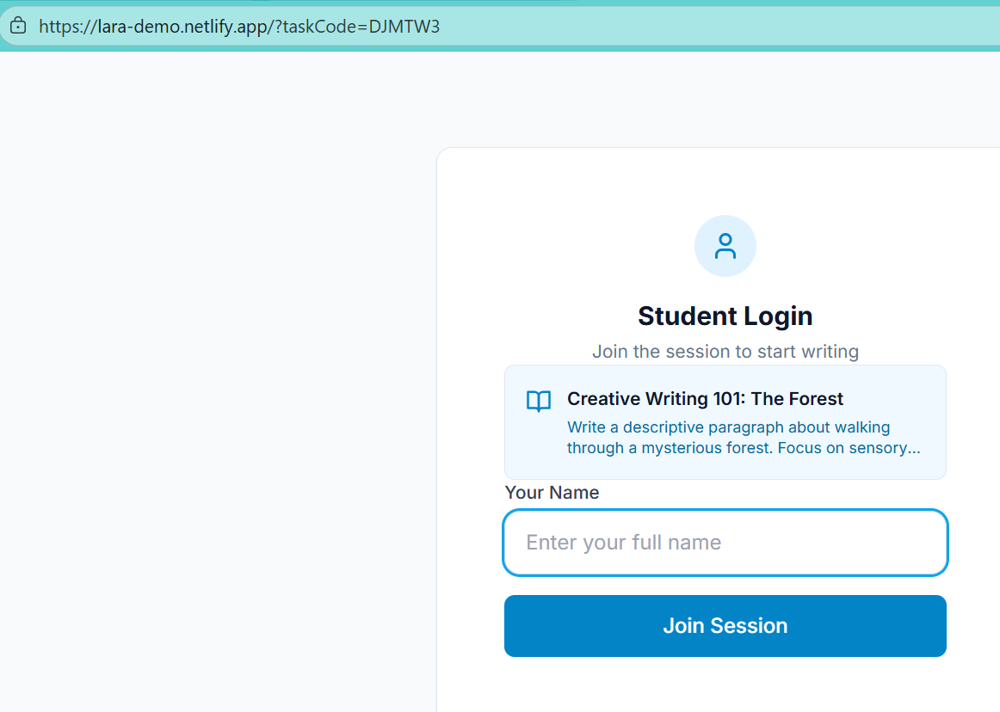 https://lara-demo.netlify.app/?taskCode=DJMTW3
Student Login
Join the session to start writing
Creative Writing 101: The Forest
Write a descriptive paragraph about walking
through a mysterious forest. Focus on sensory...
Your Name
Enter your full name
Join Session